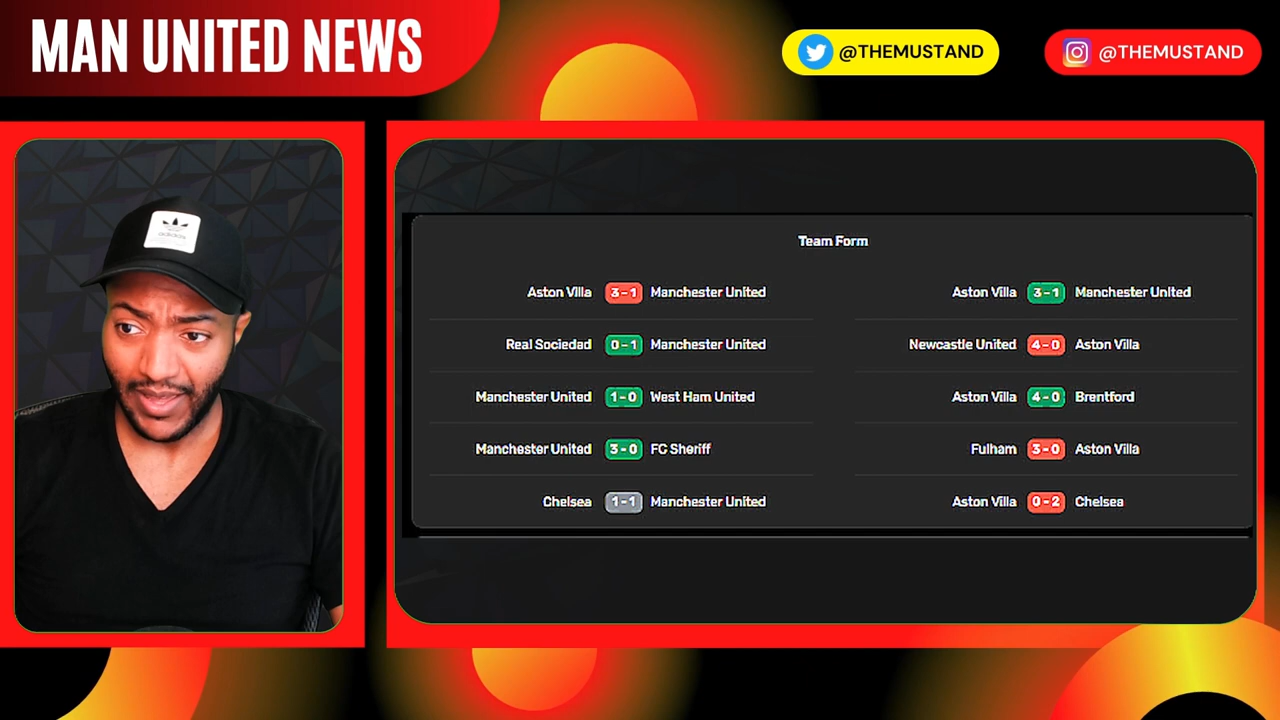 MAN UNITED NEWS
@THEMUSTAND
@THEMUSTAND
adidas
Team Form
Aston Villa 3-1 Manchester United
Real Sociedad 0-1 Manchester United
Manchester United 1-0 West Ham United
Manchester United 3-0 FC Sheriff
Chelsea 1-1 Manchester United
Aston Villa 3-1 Manchester United
Newcastle United 4-0 Aston Villa
Aston Villa 4-0 Brentford
Fulham 3-0 Aston Villa
Aston Villa 0-2 Chelsea